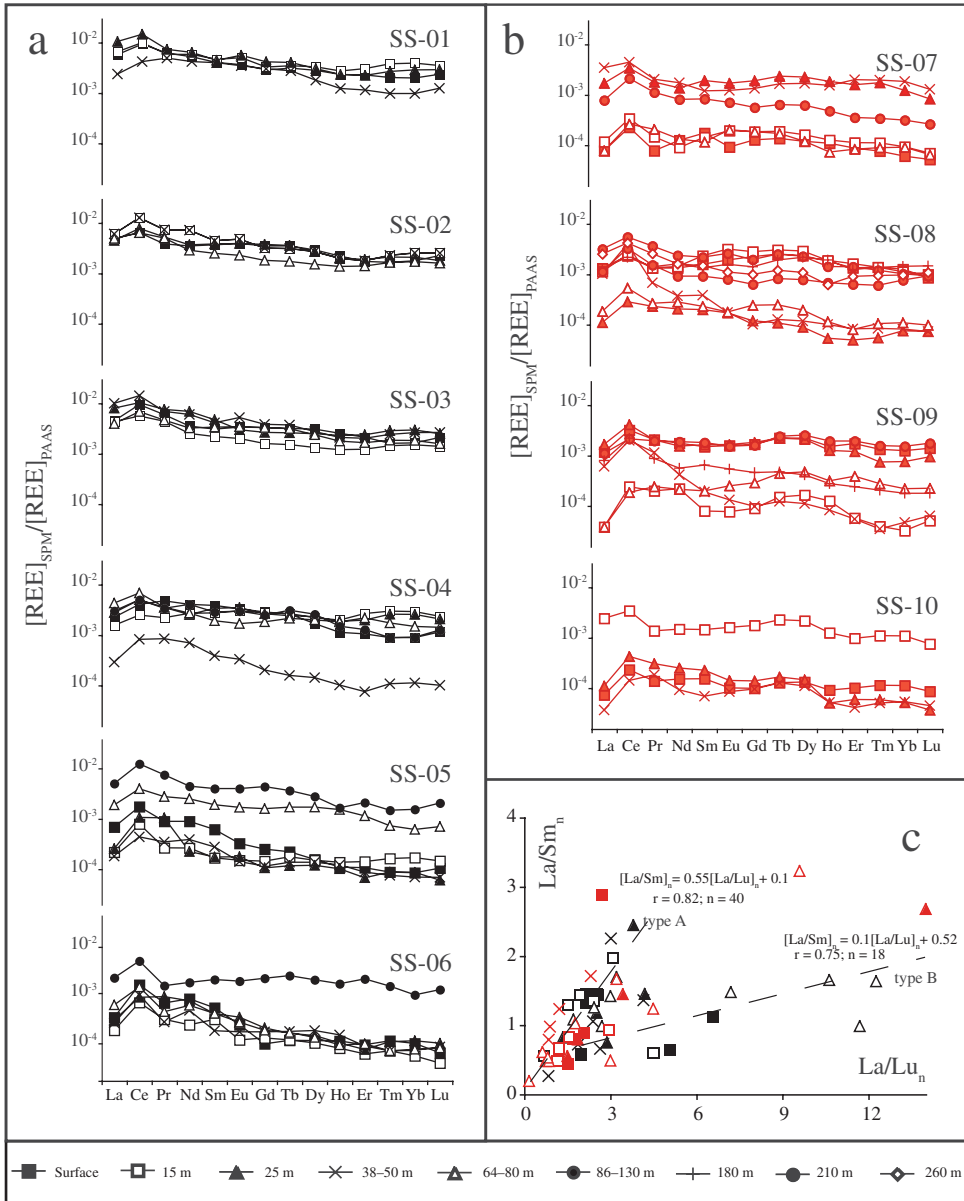 a
SS-01
10-2
10-3
10-4
SS-02
10-2
10-3
10-4
SS-03
10-2
10-3
10-4
[REE]SPM/[REE]PAAS
SS-04
10-2
10-3
10-4
SS-05
10-2
10-3
10-4
SS-06
10-2
10-3
10-4
La Ce Pr Nd Sm Eu Gd Tb Dy Ho Er Tm Yb Lu
b
SS-07
10-2
10-3
10-4
SS-08
10-2
10-3
10-4
[REE]SPM/[REE]PAAS
SS-09
10-2
10-3
10-4
SS-10
10-2
10-3
10-4
La Ce Pr Nd Sm Eu Gd Tb Dy Ho Er Tm Yb Lu
c
La/Smn
4
3
2
1
0
[La/Sm]n = 0.55[La/Lu]n + 0.1
r = 0.82; n = 40
type A
[La/Sm]n = 0.1[La/Lu]n + 0.52
r = 0.75; n = 18
type B
La/Lun
0 3 6 9 12
Surface 15 m 25 m 38–50 m 64–80 m 86–130 m 180 m 210 m 260 m